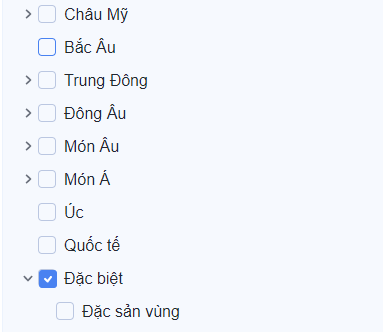 Châu Mỹ
Bắc Âu
Trung Đông
Đông Âu
Món Âu
Món Á
Úc
Quốc tế
Đặc biệt
Đặc sản vùng